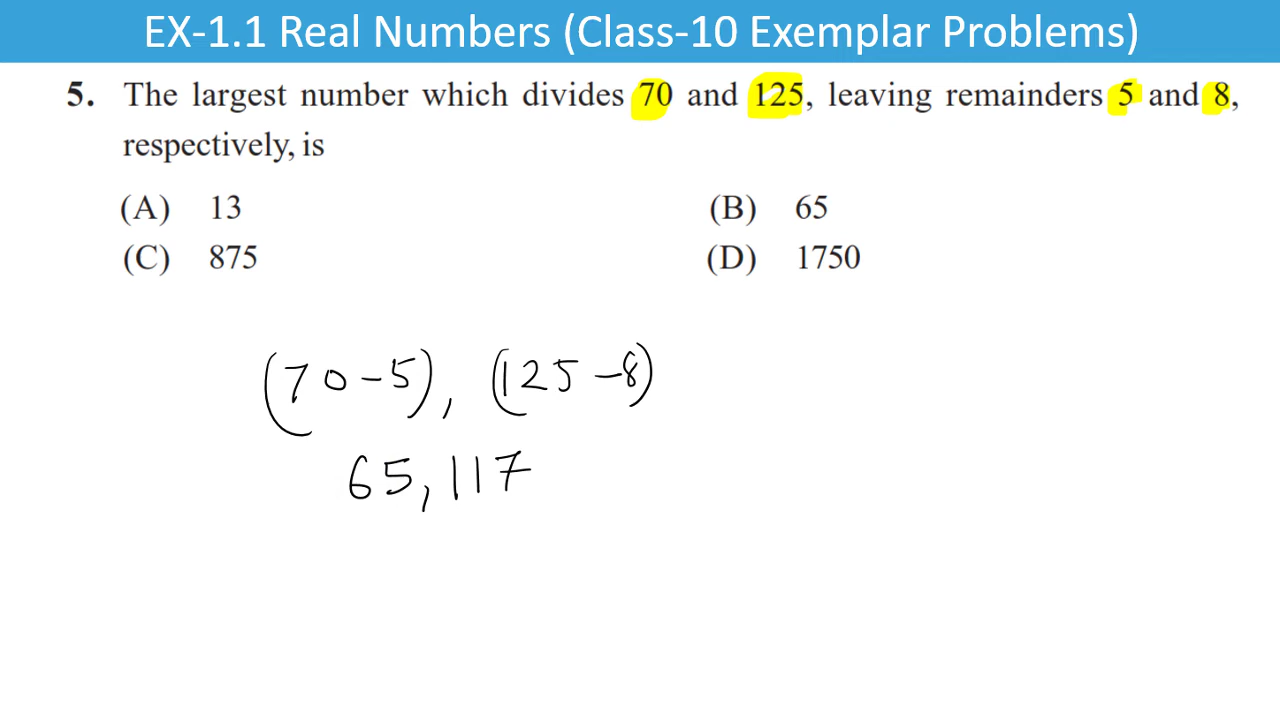 EX-1.1 Real Numbers (Class-10 Exemplar Problems)
5. The largest number which divides 70 and 125, leaving remainders 5 and 8,
respectively, is
(A) 13 (B) 65
(C) 875 (D) 1750
(70-5), (125-8)
65, 117